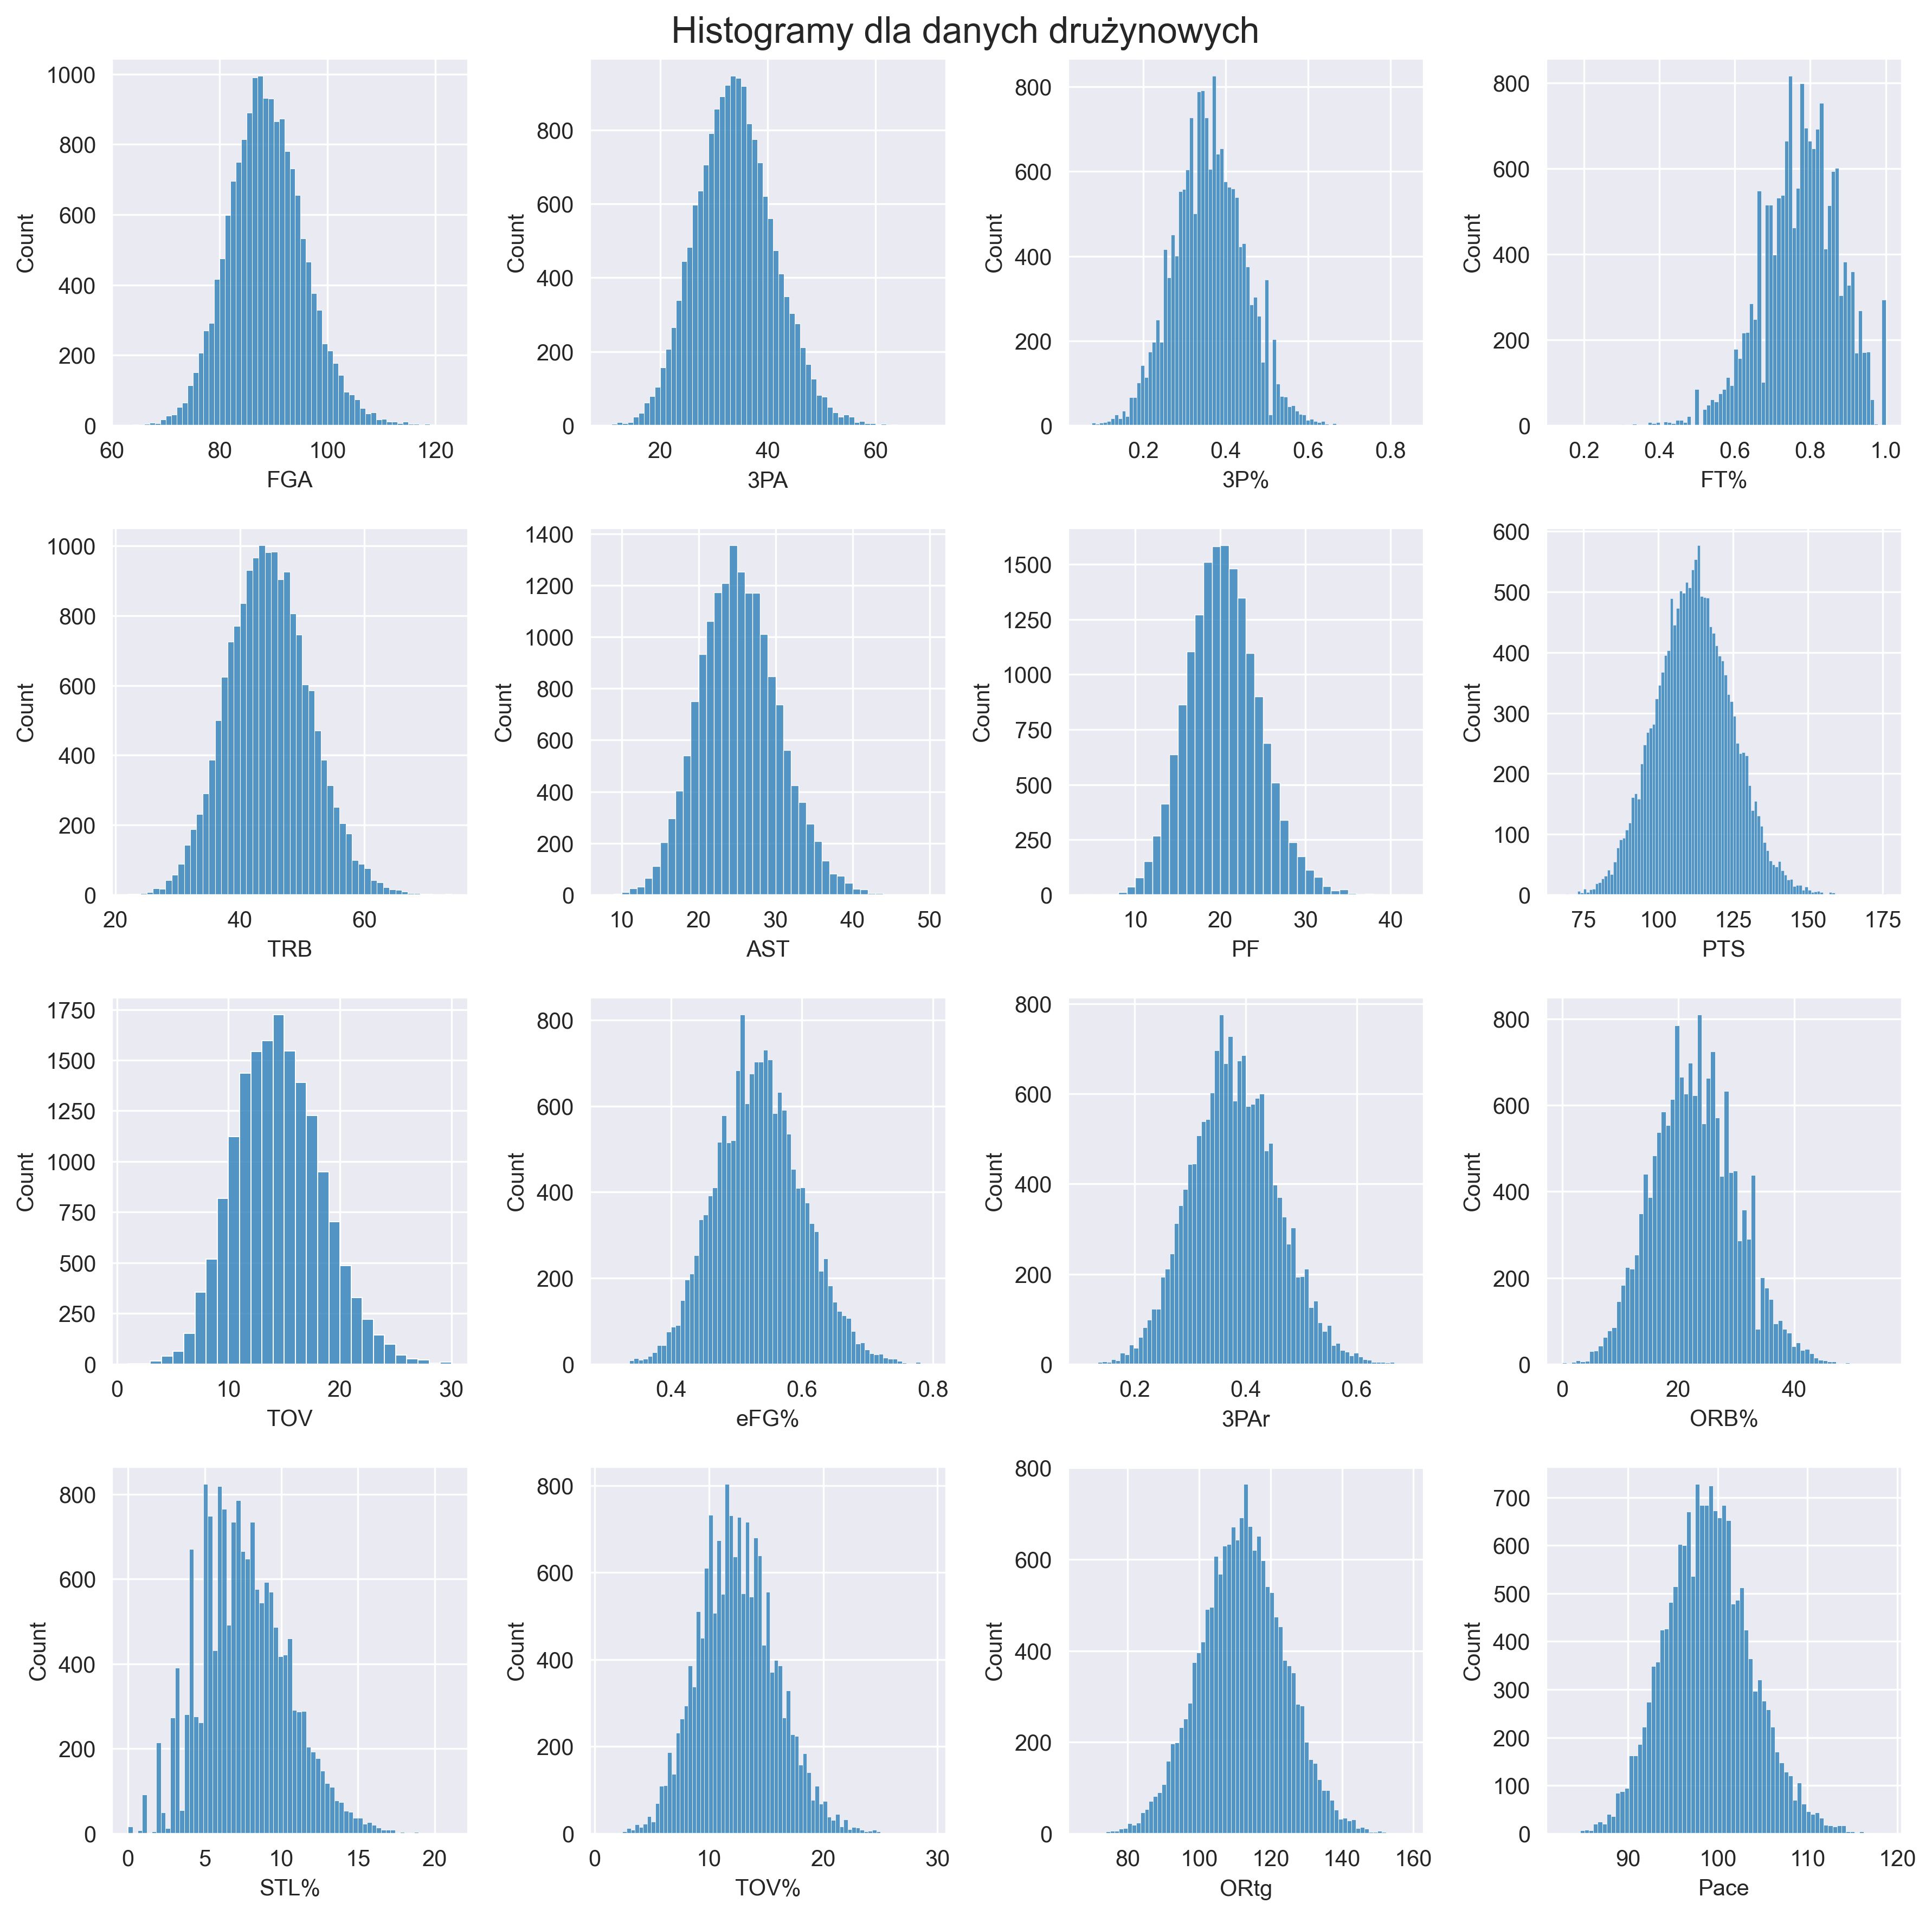 Histogramy dla danych drużynowych
1000
800
600
400
200
0
Count
60 80 100 120
FGA
800
600
400
200
0
Count
20 40 60
3PA
800
600
400
200
0
Count
0.2 0.4 0.6 0.8
3P%
800
600
400
200
0
Count
0.2 0.4 0.6 0.8 1.0
FT%
1000
800
600
400
200
0
Count
20 40 60
TRB
1400
1200
1000
800
600
400
200
0
Count
10 20 30 40 50
AST
1500
1250
1000
750
500
250
0
Count
10 20 30 40
PF
600
500
400
300
200
100
0
Count
75 100 125 150 175
PTS
1750
1500
1250
1000
750
500
250
0
Count
0 10 20 30
TOV
800
600
400
200
0
Count
0.4 0.6 0.8
eFG%
800
600
400
200
0
Count
0.2 0.4 0.6
3PAr
800
600
400
200
0
Count
0 20 40
ORB%
800
600
400
200
0
Count
0 5 10 15 20
STL%
800
600
400
200
0
Count
0 10 20 30
TOV%
800
600
400
200
0
Count
80 100 120 140 160
ORtg
700
600
500
400
300
200
100
0
Count
90 100 110 120
Pace